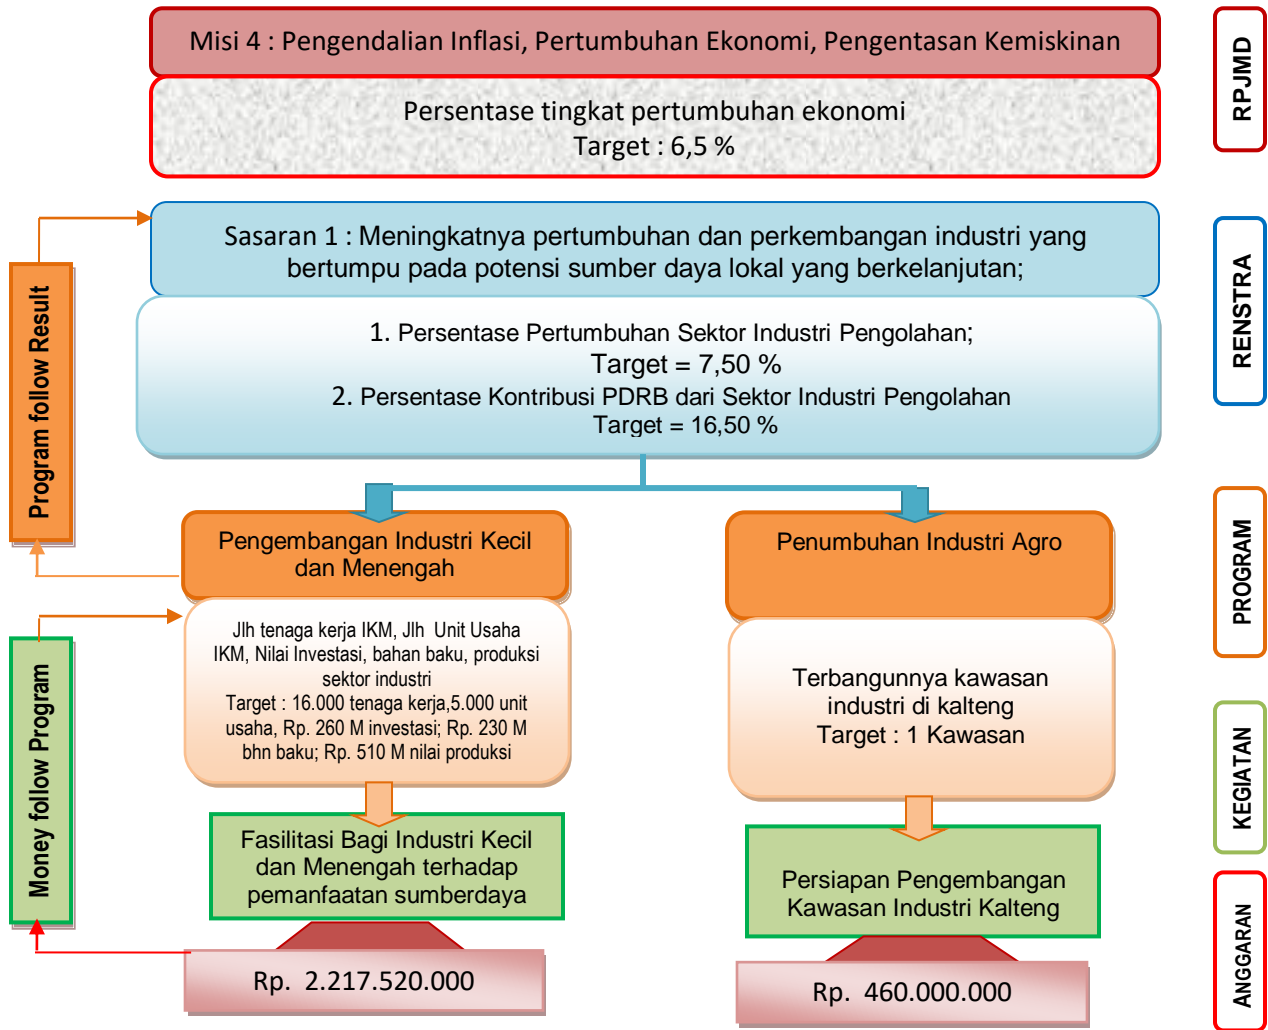 Misi 4 : Pengendalian Inflasi, Pertumbuhan Ekonomi, Pengentasan Kemiskinan
Persentase tingkat pertumbuhan ekonomi
Target : 6,5 %
RPJMD
Sasaran 1 : Meningkatnya pertumbuhan dan perkembangan industri yang
bertumpu pada potensi sumber daya lokal yang berkelanjutan;
1. Persentase Pertumbuhan Sektor Industri Pengolahan;
Target = 7,50 %
2. Persentase Kontribusi PDRB dari Sektor Industri Pengolahan
Target = 16,50 %
RENSTRA
Program follow Result
Pengembangan Industri Kecil
dan Menengah
Penumbuhan Industri Agro
PROGRAM
Jlh tenaga kerja IKM, Jlh Unit Usaha
IKM, Nilai Investasi, bahan baku, produksi
sektor industri
Target : 16.000 tenaga kerja,5.000 unit
usaha, Rp. 260 M investasi; Rp. 230 M
bhn baku; Rp. 510 M nilai produksi
Terbangunnya kawasan
industri di kalteng
Target : 1 Kawasan
Money follow Program
Fasilitasi Bagi Industri Kecil
dan Menengah terhadap
pemanfaatan sumberdaya
Persiapan Pengembangan
Kawasan Industri Kalteng
KEGIATAN
Rp. 2.217.520.000
Rp. 460.000.000
ANGGARAN